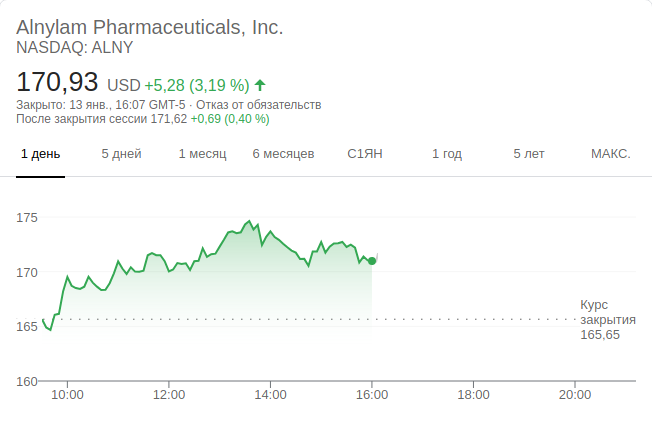 Alnylam Pharmaceuticals, Inc.
NASDAQ: ALNY
170,93 USD +5,28 (3,19 %)
Закрыто: 13 янв., 16:07 GMT-5 · Отказ от обязательств
После закрытия сессии 171,62 +0,69 (0,40 %)
1 день 5 дней 1 месяц 6 месяцев С1ЯН 1 год 5 лет МАКС.
175
170
165
160
Курс
закрытия
165,65
10:00 12:00 14:00 16:00 18:00 20:00